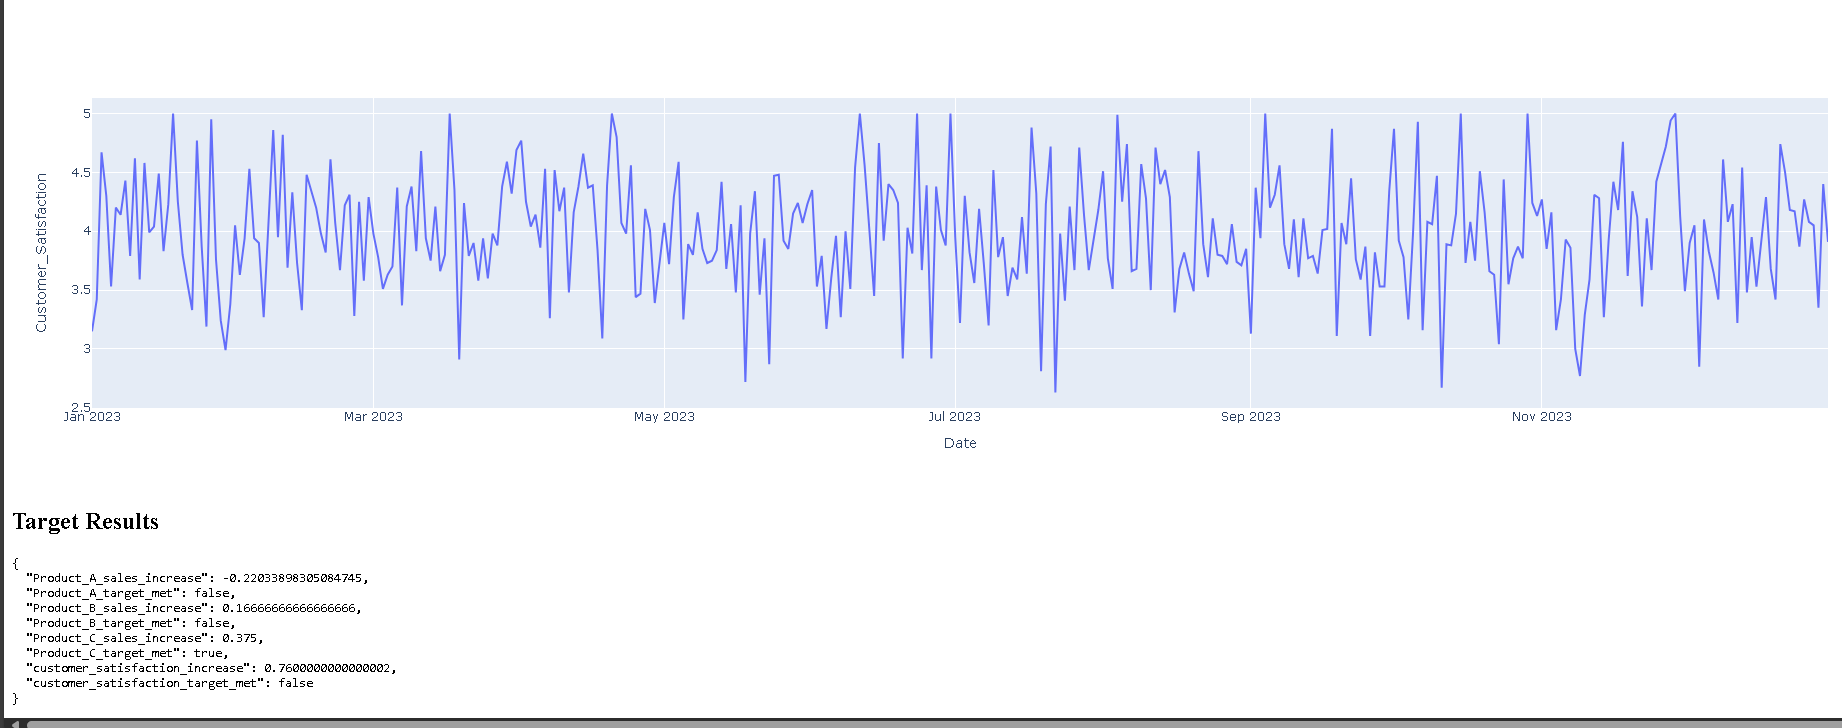 5
4.5
4
3.5
3
2.5
Customer_Satisfaction
Jan 2023 Mar 2023 May 2023 Jul 2023 Sep 2023 Nov 2023
Date
Target Results
{
  "Product_A_sales_increase": -0.22033898305084745,
  "Product_A_target_met": false,
  "Product_B_sales_increase": 0.16666666666666666,
  "Product_B_target_met": false,
  "Product_C_sales_increase": 0.375,
  "Product_C_target_met": true,
  "customer_satisfaction_increase": 0.7600000000000002,
  "customer_satisfaction_target_met": false
}